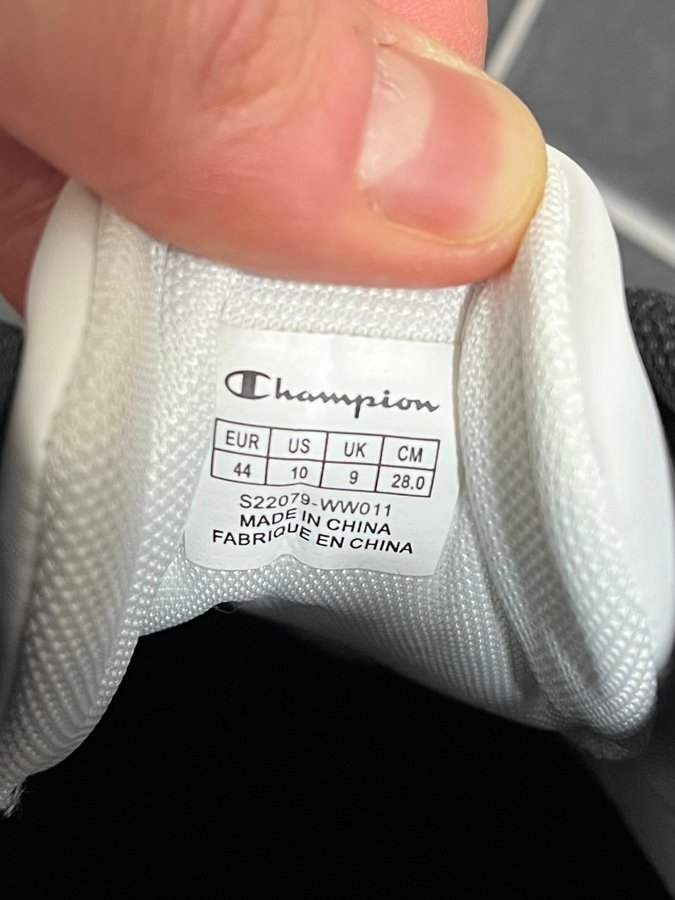 Champion
EUR US UK CM
44 10 9 28.0
S22079-WW011
MADE IN CHINA
FABRIQUE EN CHINA